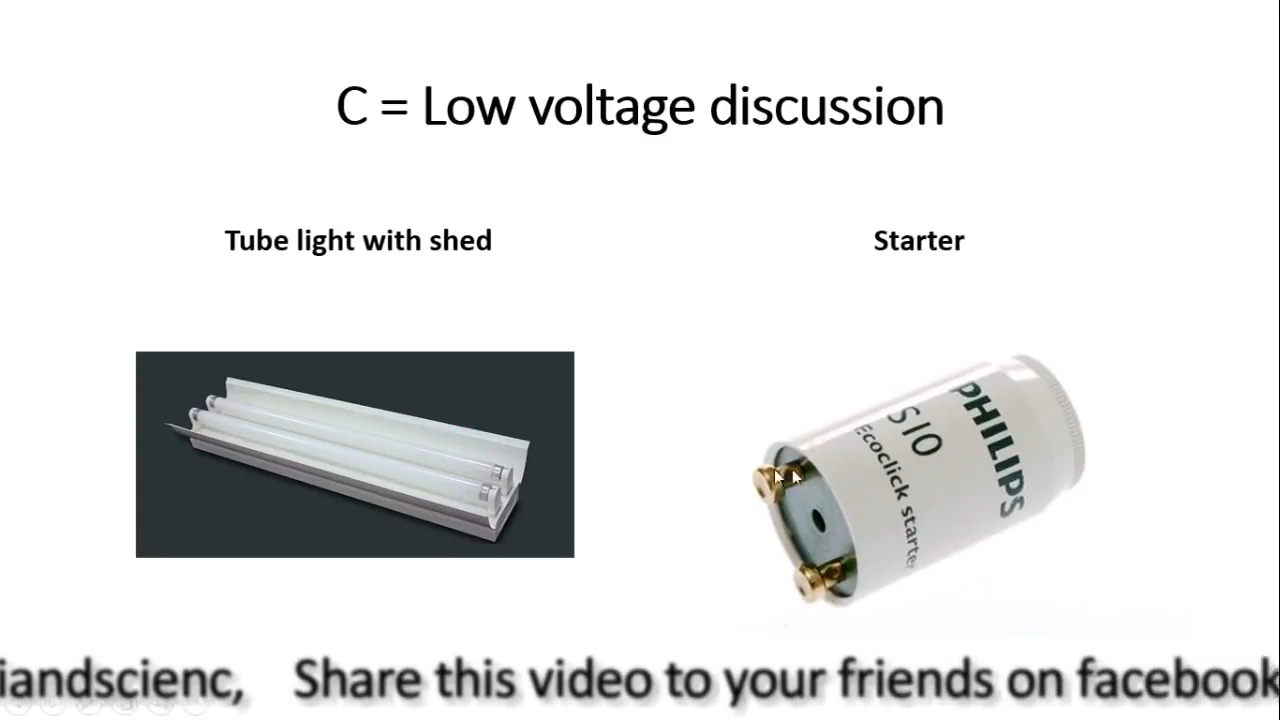 C = Low voltage discussion
Tube light with shed
Starter
PHILIPS
S10
Ecoclick starter
iandscienc, Share this video to your friends on facebook